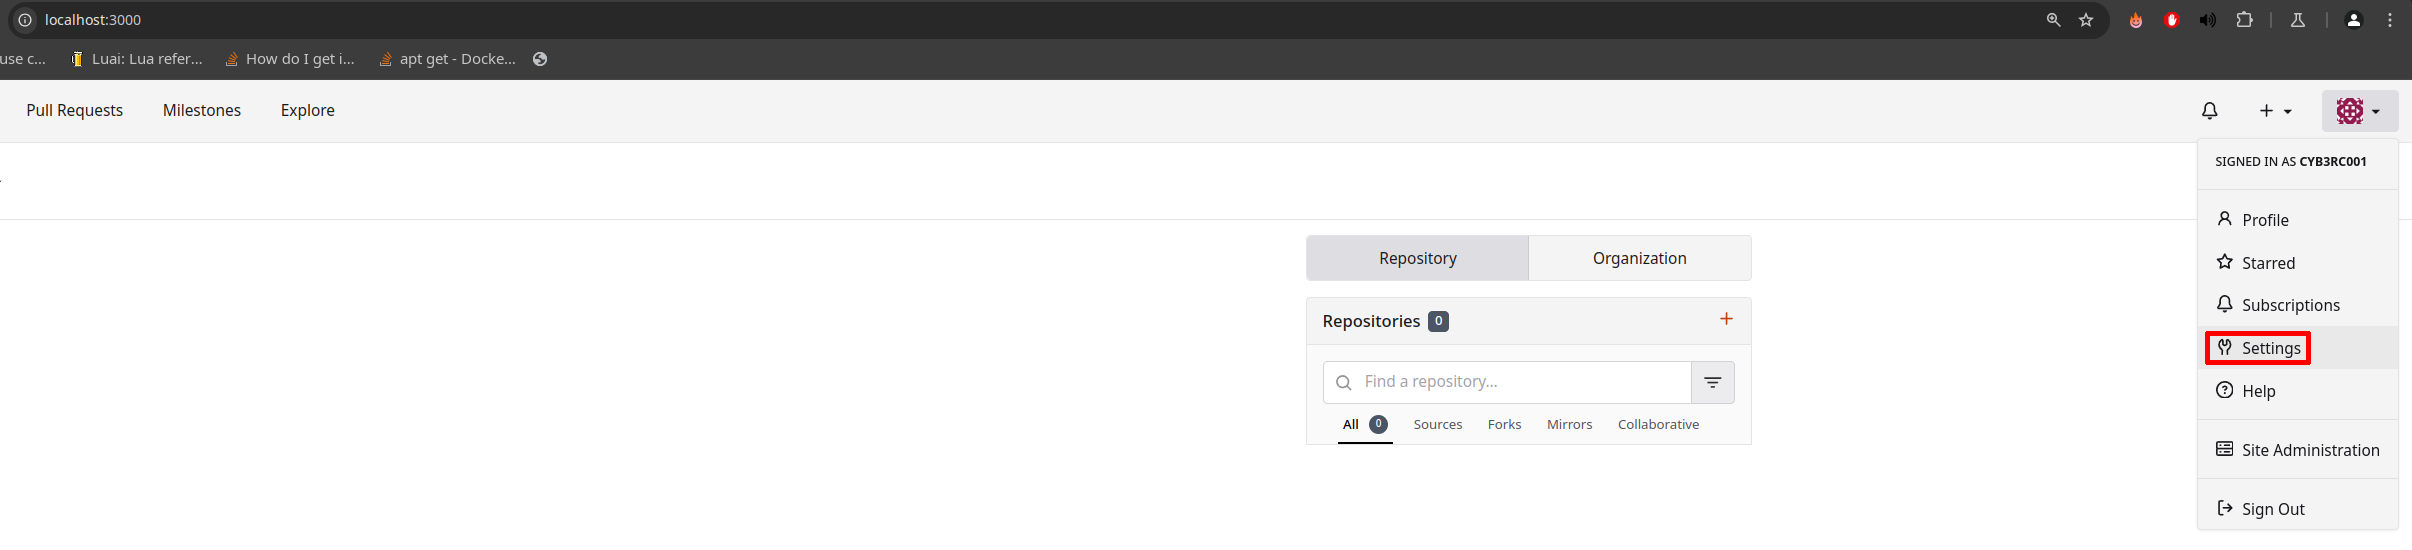 localhost:3000
use c...
Luai: Lua refer...
How do I get i...
apt get - Docke...
Pull Requests
Milestones
Explore
SIGNED IN AS CYB3RC001
Profile
Starred
Subscriptions
Settings
Help
Site Administration
Sign Out
Repository
Organization
Repositories 0
Find a repository...
All 0
Sources
Forks
Mirrors
Collaborative